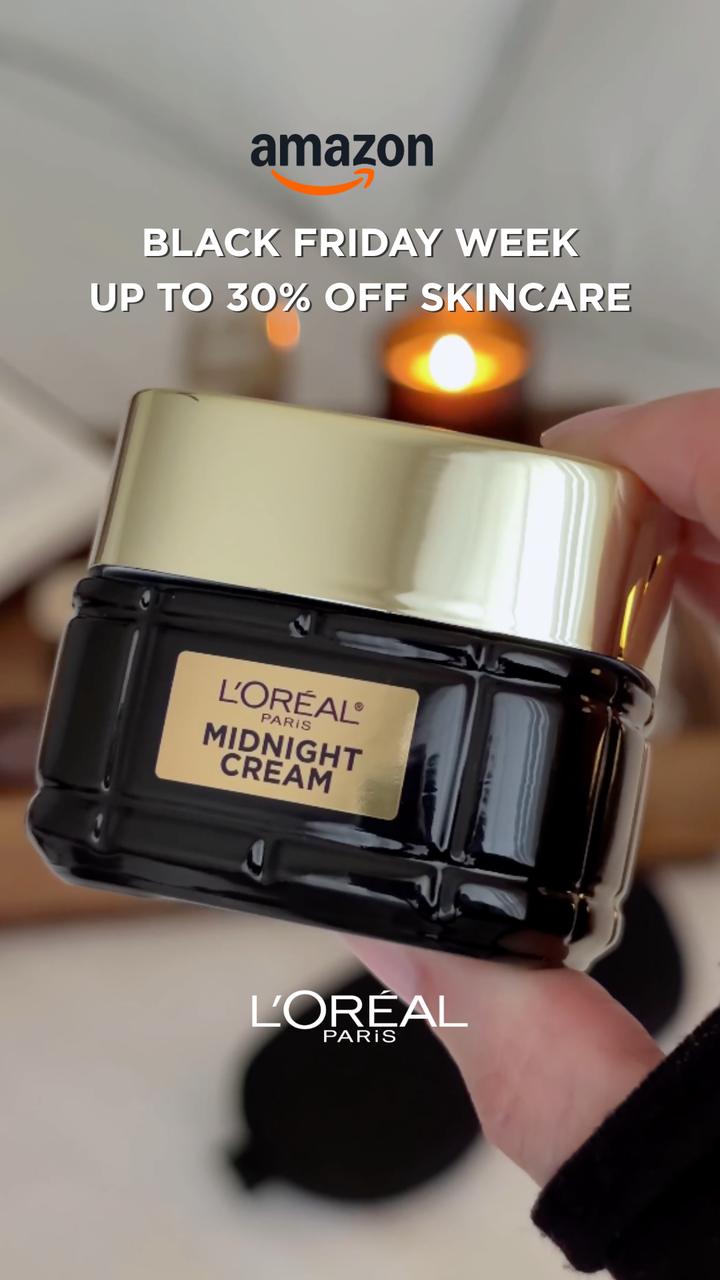 amazon
BLACK FRIDAY WEEK
UP TO 30% OFF SKINCARE
L'ORÉAL®
PARiS
MIDNIGHT
CREAM
L'ORÉAL
PARiS